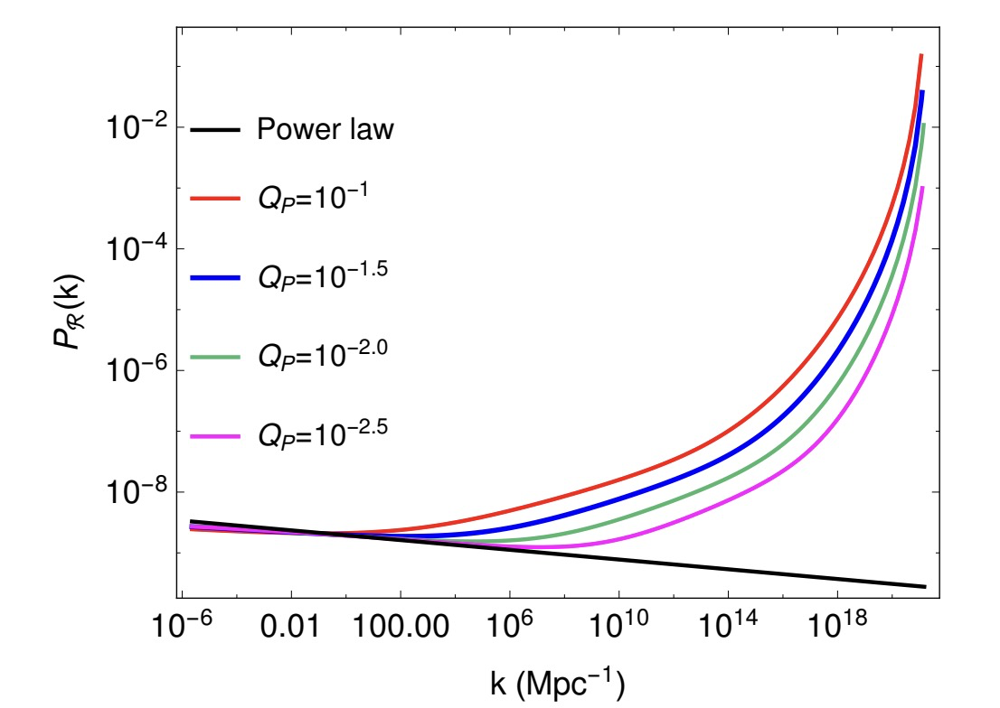 Power law
Q_P=10^{-1}
Q_P=10^{-1.5}
Q_P=10^{-2.0}
Q_P=10^{-2.5}
10^{-2}
10^{-4}
10^{-6}
10^{-8}
P_ℛ(k)
10^{-6} 0.01 100.00 10^6 10^{10} 10^{14} 10^{18}
k (Mpc^{-1})